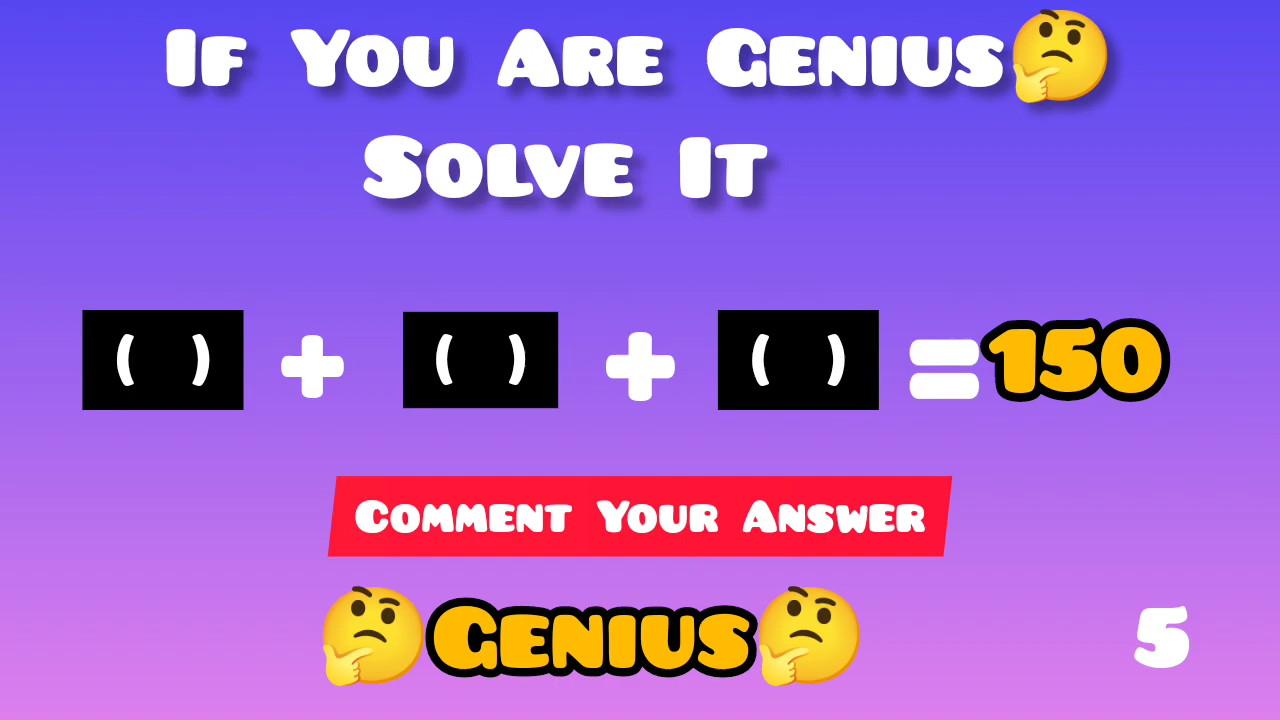 If You Are Genius🤔
Solve It
( ) + ( ) + ( ) =150
Comment Your Answer
🤔Genius🤔
5